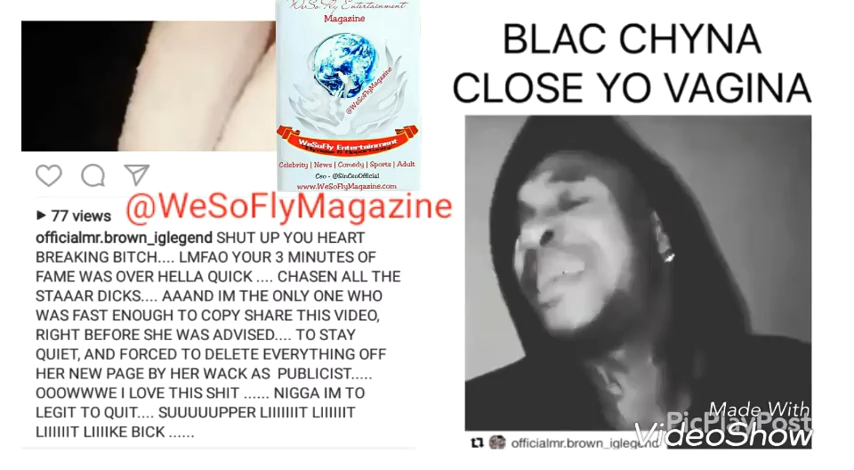 We So Fly Entertainment
Magazine
@WeSoFlyMagazine
WeSoFly Entertainment
Celebrity | News | Comedy | Sports | Adult
Ceo - @SinCeoOfficial
www.WeSoFlyMagazine.com
77 views
@WeSoFlyMagazine
officialmr.brown_iglegend SHUT UP YOU HEART
BREAKING BITCH.... LMFAO YOUR 3 MINUTES OF
FAME WAS OVER HELLA QUICK .... CHASEN ALL THE
STAAAR DICKS.... AAAND IM THE ONLY ONE WHO
WAS FAST ENOUGH TO COPY SHARE THIS VIDEO,
RIGHT BEFORE SHE WAS ADVISED.... TO STAY
QUIET, AND FORCED TO DELETE EVERYTHING OFF
HER NEW PAGE BY HER WACK AS PUBLICIST.....
OOOWWWE I LOVE THIS SHIT ...... NIGGA IM TO
LEGIT TO QUIT.... SUUUUUPPER LIIIIIIIT LIIIIIIT
LIIIIIIT LIIIIKE BICK ......
BLAC CHYNA
CLOSE YO VAGINA
Made With
PicPlayPost
VideoShow
officialmr.brown_iglegend